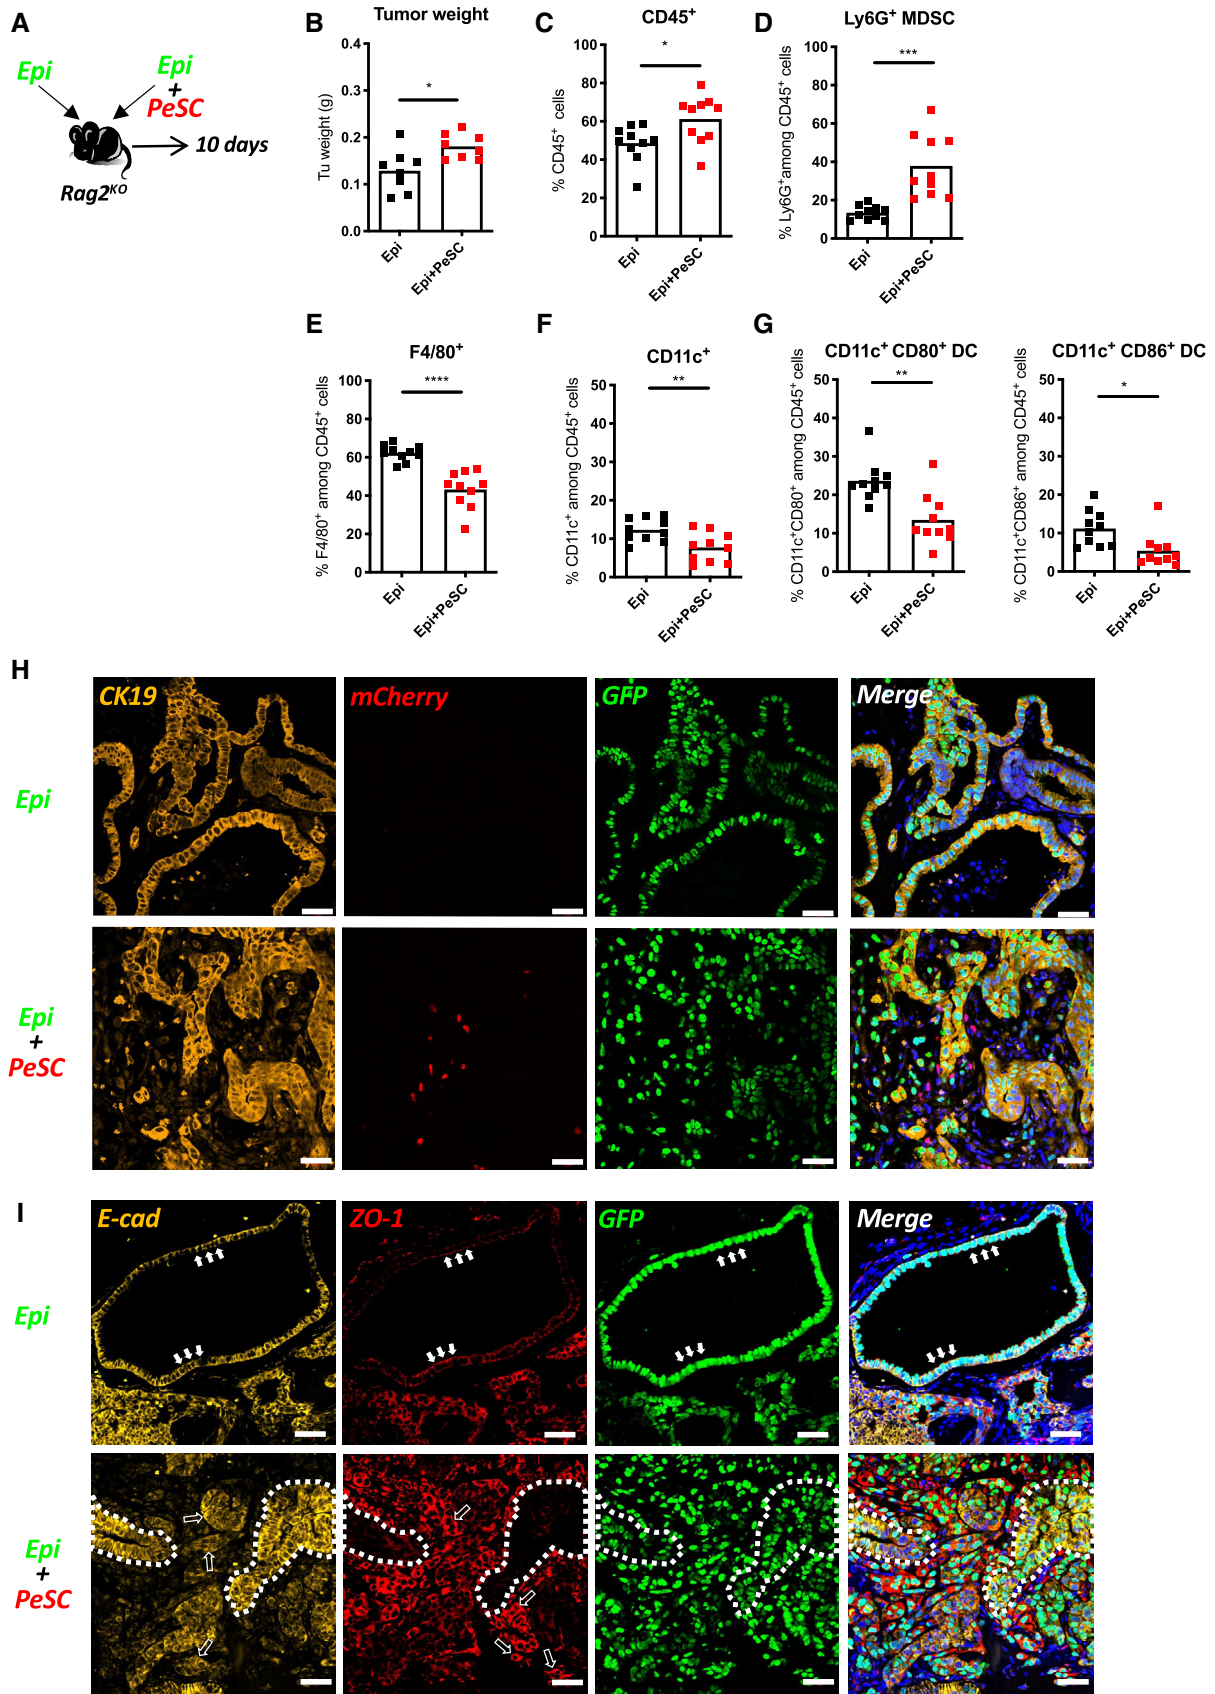 A
Epi
Epi
+
PeSC
10 days
Rag2KO
B
Tumor weight
Tu weight (g)
0.4
0.3
0.2
0.1
0.0
*
Epi
Epi+PeSC
C
CD45+
% CD45+ cells
100
80
60
40
20
0
*
Epi
Epi+PeSC
D
Ly6G+ MDSC
% Ly6G+among CD45+ cells
100
80
60
40
20
0
***
Epi
Epi+PeSC
E
F4/80+
% F4/80+ among CD45+ cells
100
80
60
40
20
0
****
Epi
Epi+PeSC
F
CD11c+
% CD11c+ among CD45+ cells
50
40
30
20
10
0
**
Epi
Epi+PeSC
G
CD11c+ CD80+ DC
% CD11c+CD80+ among CD45+ cells
50
40
30
20
10
0
**
Epi
Epi+PeSC
CD11c+ CD86+ DC
% CD11c+CD86+ among CD45+ cells
50
40
30
20
10
0
*
Epi
Epi+PeSC
H
CK19
mCherry
GFP
Merge
Epi
Epi
+
PeSC
I
E-cad
ZO-1
GFP
Merge
Epi
Epi
+
PeSC